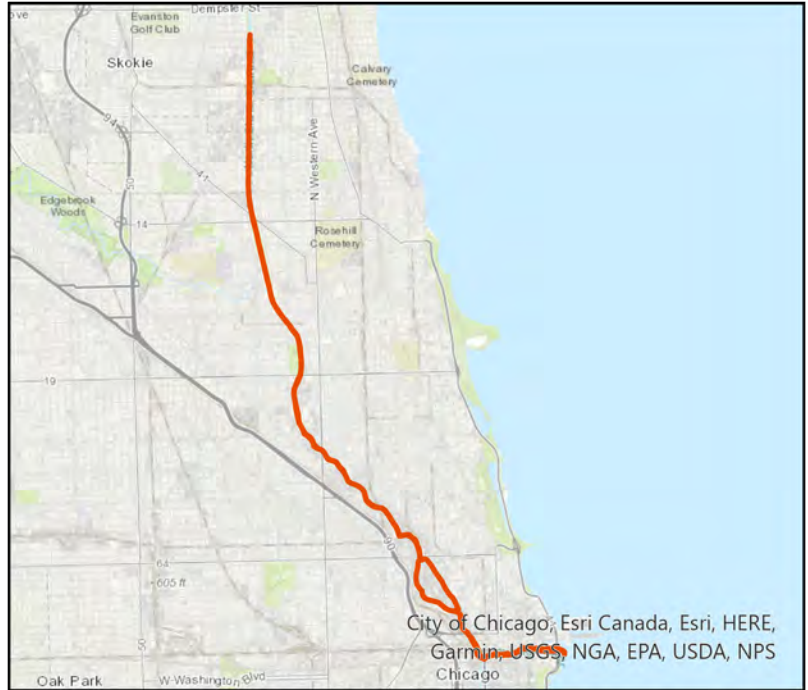 Dempster St
Evanston
Golf Club
Skokie
Calvary
Cemetery
94
50
41
N Western Ave
Edgebrook
Woods
14
Rosehill
Cemetery
19
90
64
605 ft
50
City of Chicago, Esri Canada, Esri, HERE,
Garmin, USGS, NGA, EPA, USDA, NPS
Oak Park
W-Washington Blvd
Chicago